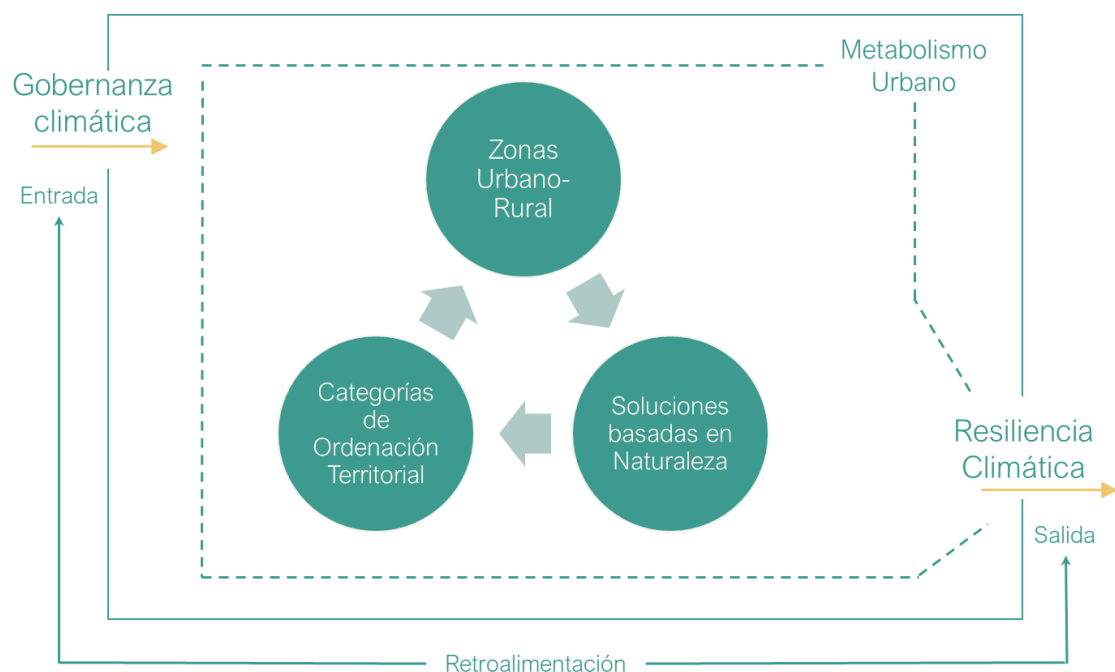 Gobernanza
climática
Entrada
Metabolismo
Urbano
Zonas
Urbano-
Rural
Categorías
de
Ordenación
Territorial
Soluciones
basadas en
Naturaleza
Resiliencia
Climática
Salida
Retroalimentación